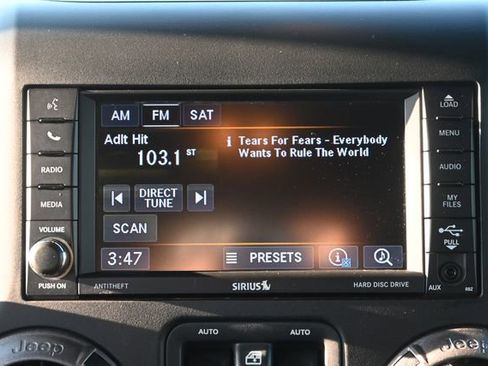 AM FM SAT
Adlt Hit
103.1 ST
i Tears For Fears - Everybody
Wants To Rule The World
DIRECT
TUNE
SCAN
3:47
PRESETS
i
RADIO
MEDIA
VOLUME
PUSH ON
LOAD
MENU
AUDIO
MY
FILES
PULL
AUX RBZ
ANTITHEFT
SIRIUS
HARD DISC DRIVE
AUTO AUTO
Jeep
Jeep